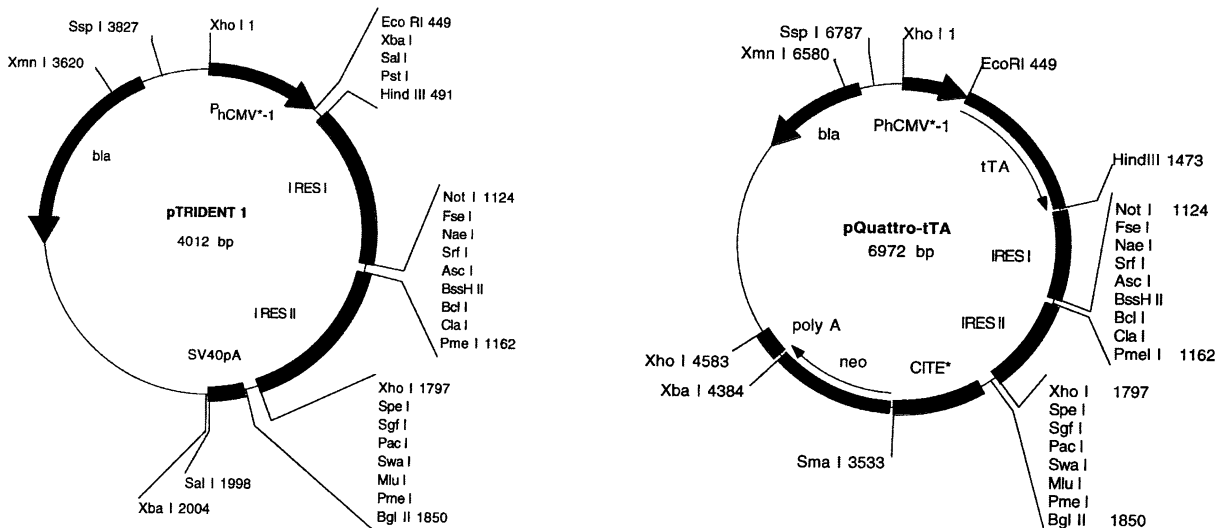 Xho I 1
Ssp I 3827
Xmn I 3620
Eco RI 449
Xba I
Sal I
Pst I
Hind III 491
PhCMV*-1
bla
IRES I
pTRIDENT 1
4012 bp
Not I 1124
Fse I
Nae I
Srf I
Asc I
BssH II
Bcl I
Cla I
Pme I 1162
IRES II
SV40pA
Xho I 1797
Spe I
Sgf I
Pac I
Swa I
Mlu I
Pme I
Bgl II 1850
Sal I 1998
Xba I 2004
Xho I 1
Ssp I 6787
Xmn I 6580
EcoRI 449
PhCMV*-1
bla
tTA
HindIII 1473
pQuattro-tTA
6972 bp
Not I 1124
Fse I
Nae I
Srf I
Asc I
BssH II
Bcl I
Cla I
PmeI I 1162
IRES I
IRES II
poly A
neo
CITE*
Xho I 4583
Xba I 4384
Sma I 3533
Xho I 1797
Spe I
Sgf I
Pac I
Swa I
Mlu I
Pme I
Bgl II 1850